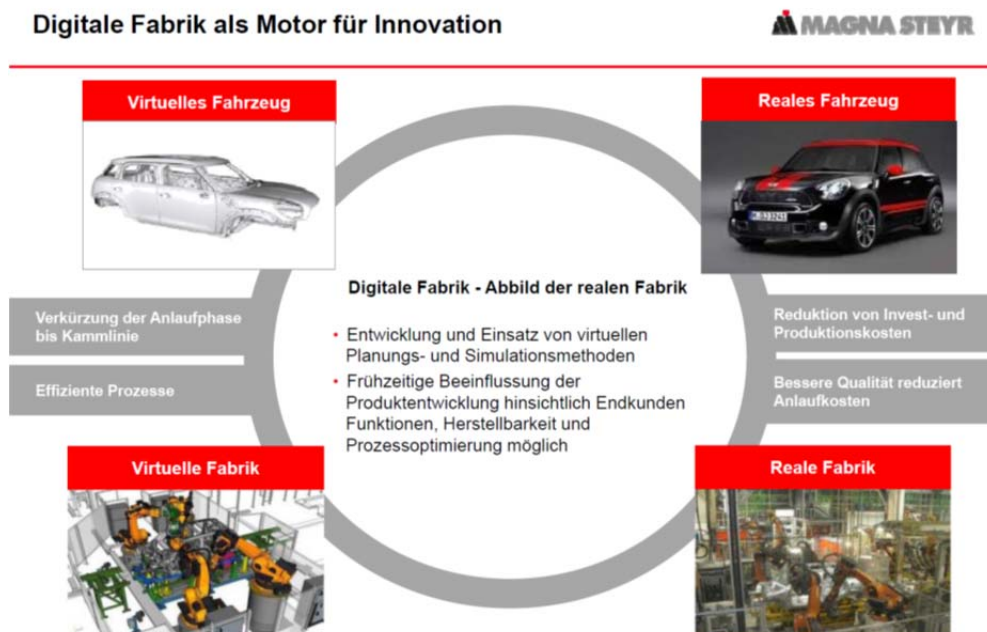 Digitale Fabrik als Motor für Innovation
MAGNA STEYR
Virtuelles Fahrzeug
Reales Fahrzeug
Digitale Fabrik - Abbild der realen Fabrik
• Entwicklung und Einsatz von virtuellen
Planungs- und Simulationsmethoden
• Frühzeitige Beeinflussung der
Produktentwicklung hinsichtlich Endkunden
Funktionen, Herstellbarkeit und
Prozessoptimierung möglich
Verkürzung der Anlaufphase
bis Kammlinie
Effiziente Prozesse
Reduktion von Invest- und
Produktionskosten
Bessere Qualität reduziert
Anlaufkosten
Virtuelle Fabrik
Reale Fabrik